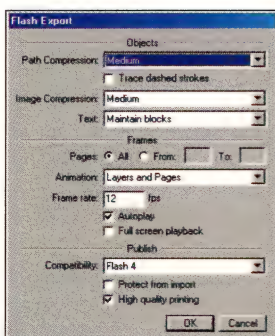 Flash Export
Objects
Path Compression: Medium
Trace dashed strokes
Image Compression: Medium
Text: Maintain blocks
Frames
Pages: All From: To:
Animation: Layers and Pages
Frame rate: 12 fps
Autoplay
Full screen playback
Publish
Compatibility: Flash 4
Protect from import
High quality printing
OK Cancel